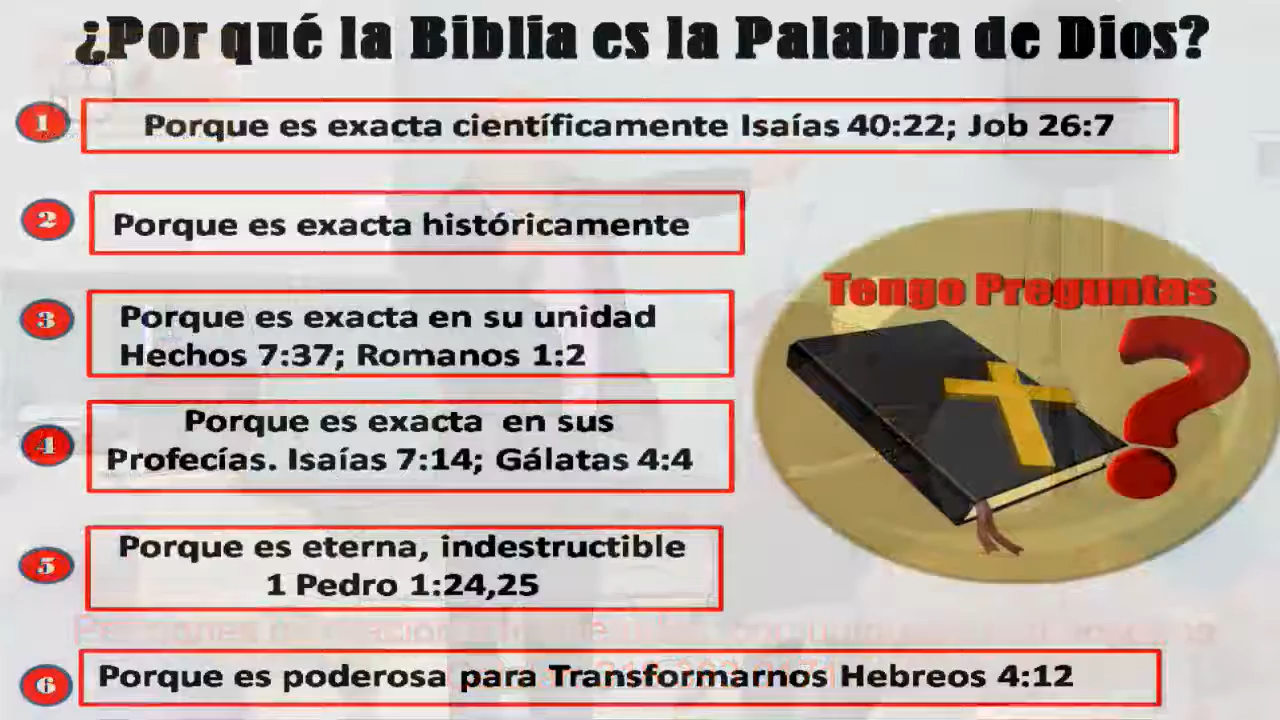 ¿Por qué la Biblia es la Palabra de Dios?
1
Porque es exacta científicamente Isaías 40:22; Job 26:7
2
Porque es exacta históricamente
3
Porque es exacta en su unidad
Hechos 7:37; Romanos 1:2
4
Porque es exacta en sus
Profecías. Isaías 7:14; Gálatas 4:4
5
Porque es eterna, indestructible
1 Pedro 1:24,25
6
Porque es poderosa para Transformarnos Hebreos 4:12
Tengo Preguntas
?